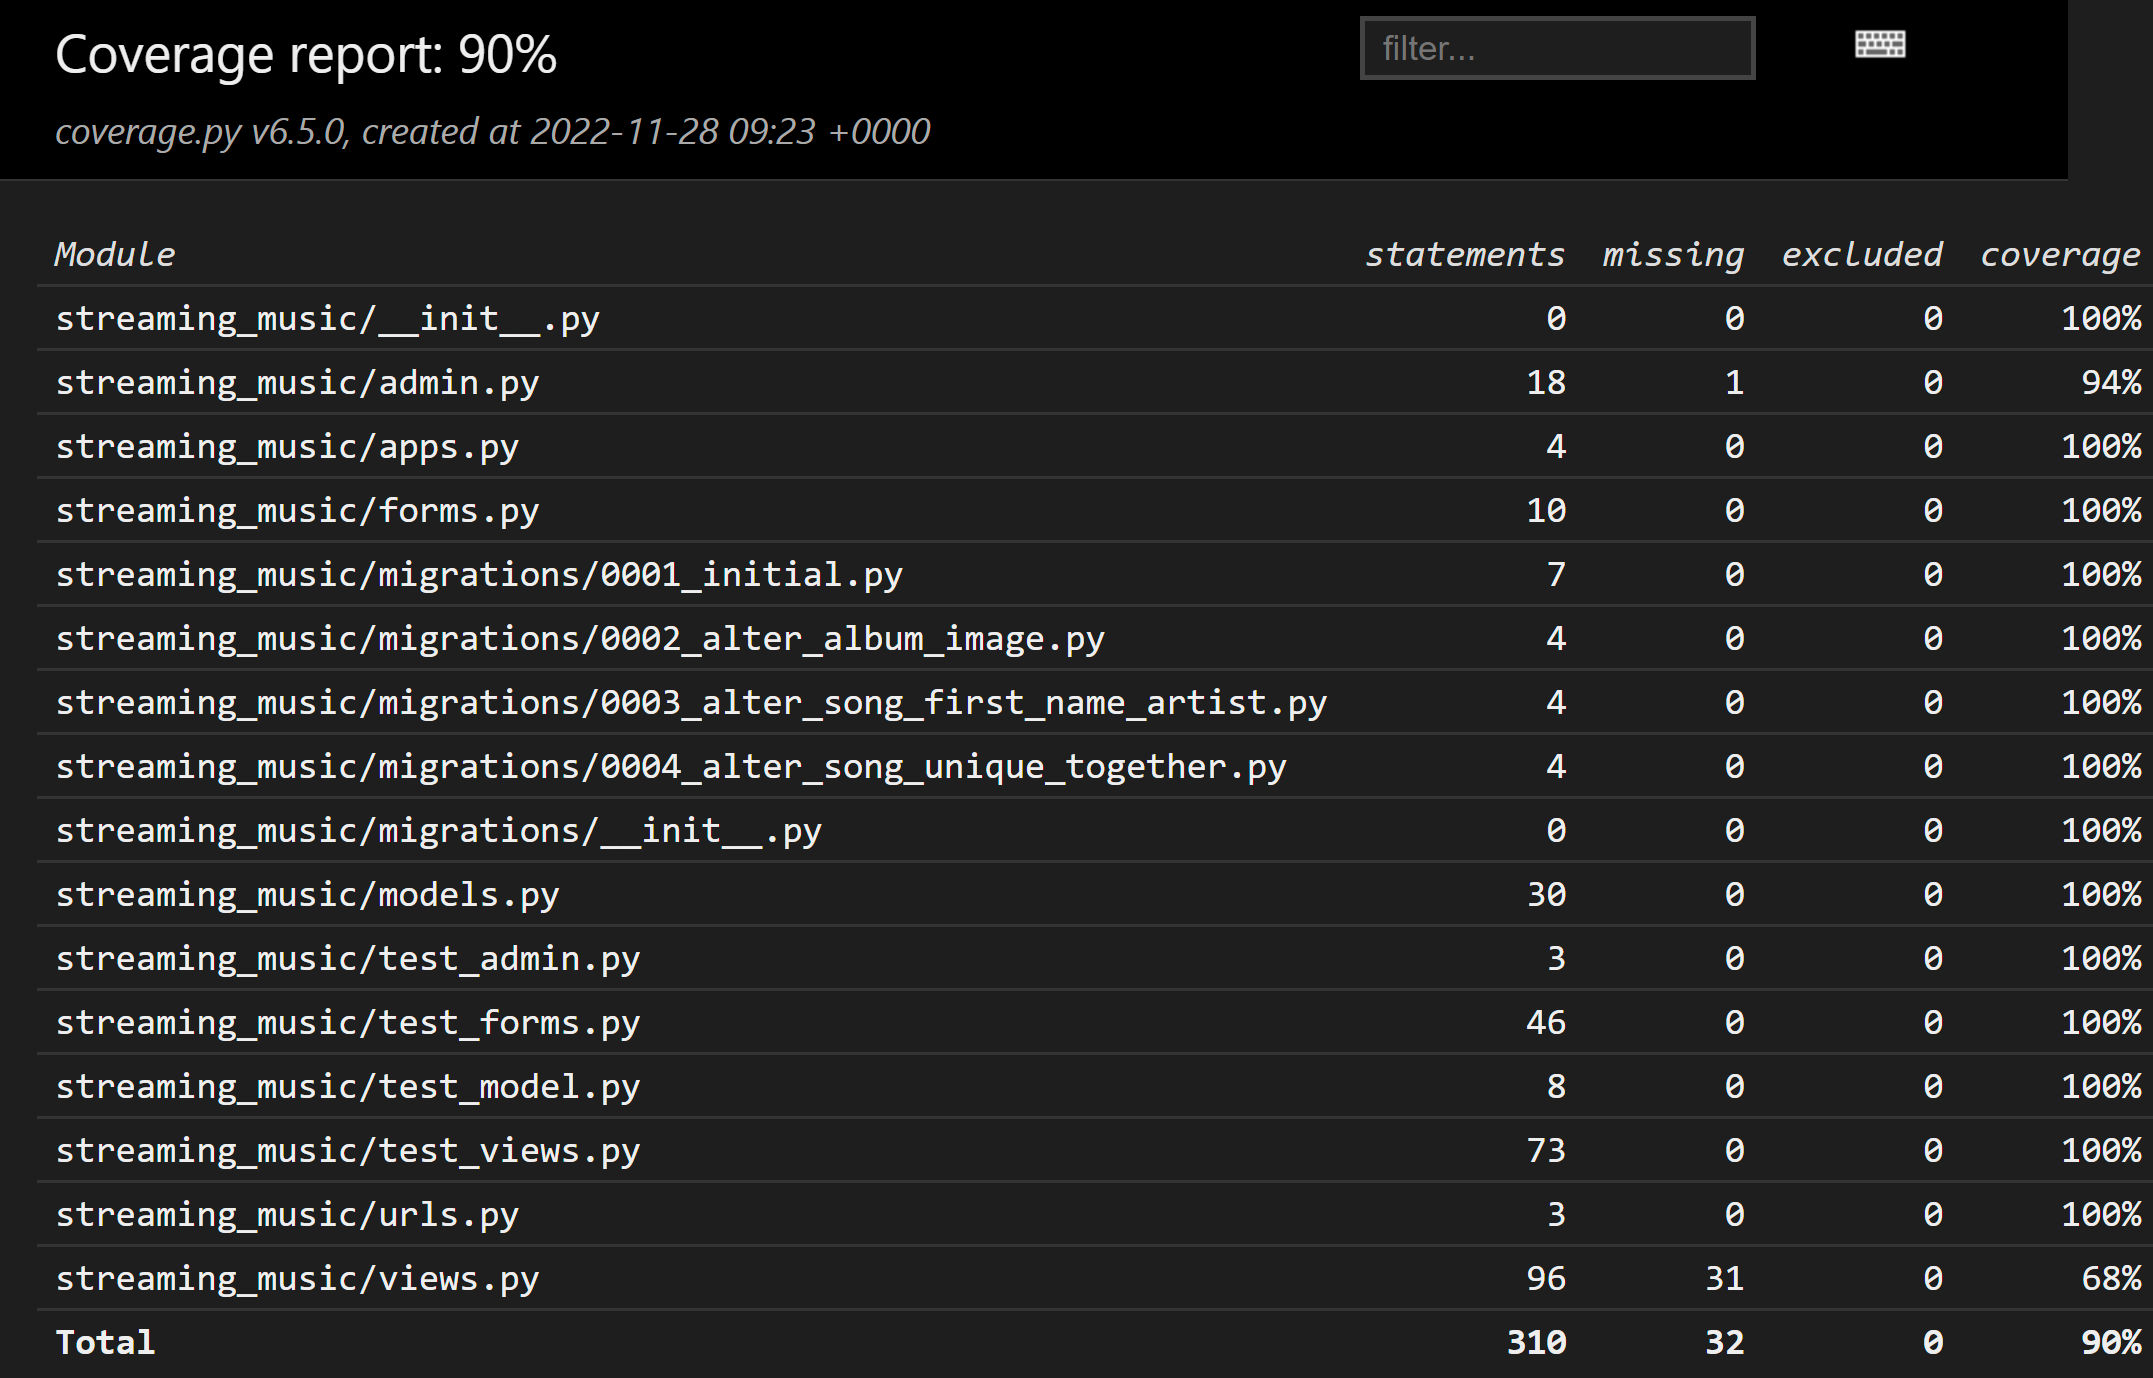 Coverage report: 90%
filter...
coverage.py v6.5.0, created at 2022-11-28 09:23 +0000
Module statements missing excluded coverage
streaming_music/__init__.py 0 0 0 100%
streaming_music/admin.py 18 1 0 94%
streaming_music/apps.py 4 0 0 100%
streaming_music/forms.py 10 0 0 100%
streaming_music/migrations/0001_initial.py 7 0 0 100%
streaming_music/migrations/0002_alter_album_image.py 4 0 0 100%
streaming_music/migrations/0003_alter_song_first_name_artist.py 4 0 0 100%
streaming_music/migrations/0004_alter_song_unique_together.py 4 0 0 100%
streaming_music/migrations/__init__.py 0 0 0 100%
streaming_music/models.py 30 0 0 100%
streaming_music/test_admin.py 3 0 0 100%
streaming_music/test_forms.py 46 0 0 100%
streaming_music/test_model.py 8 0 0 100%
streaming_music/test_views.py 73 0 0 100%
streaming_music/urls.py 3 0 0 100%
streaming_music/views.py 96 31 0 68%
Total 310 32 0 90%